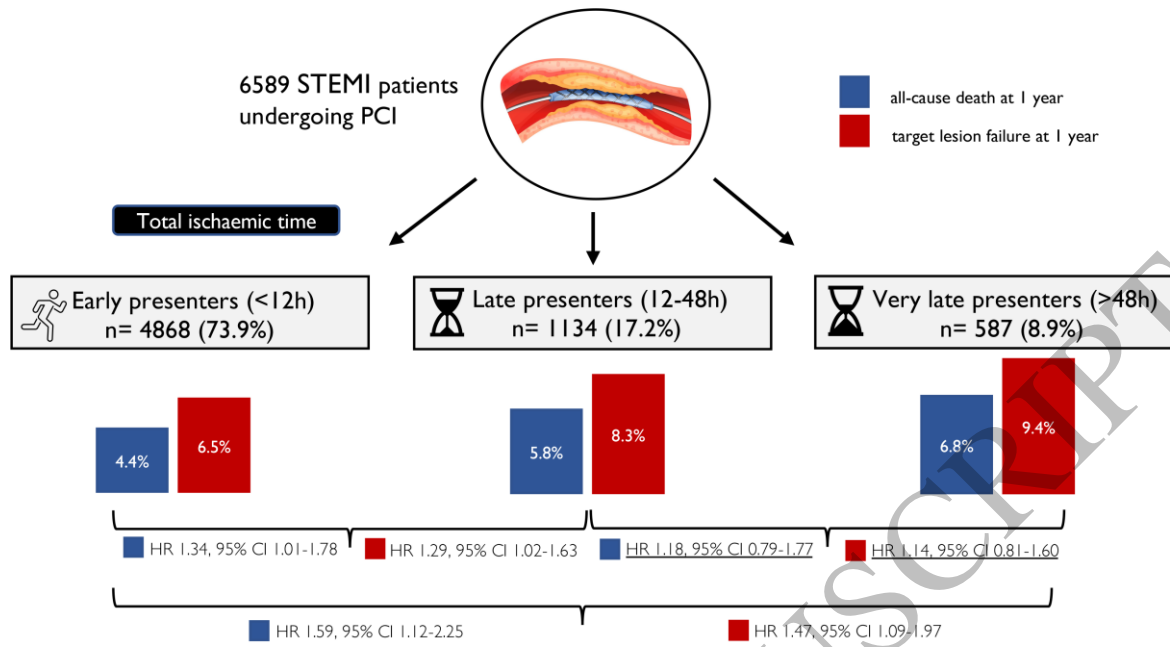 6589 STEMI patients
undergoing PCI
all-cause death at 1 year
target lesion failure at 1 year
Total ischaemic time
Early presenters (<12h)
n= 4868 (73.9%)
Late presenters (12-48h)
n= 1134 (17.2%)
Very late presenters (>48h)
n= 587 (8.9%)
4.4%
6.5%
5.8%
8.3%
6.8%
9.4%
HR 1.34, 95% CI 1.01-1.78
HR 1.29, 95% CI 1.02-1.63
HR 1.18, 95% CI 0.79-1.77
HR 1.14, 95% CI 0.81-1.60
HR 1.59, 95% CI 1.12-2.25
HR 1.47, 95% CI 1.09-1.97
USCRIPT